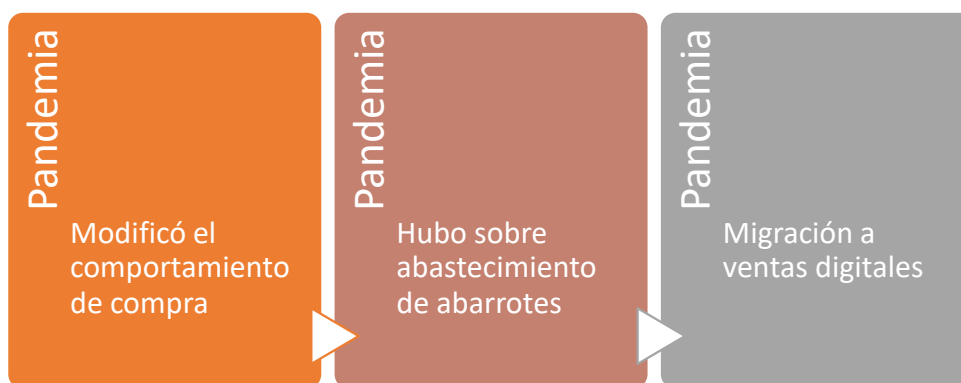 Pandemia
Modificó el
comportamiento
de compra
Pandemia
Hubo sobre
abastecimiento
de abarrotes
Pandemia
Migración a
ventas digitales